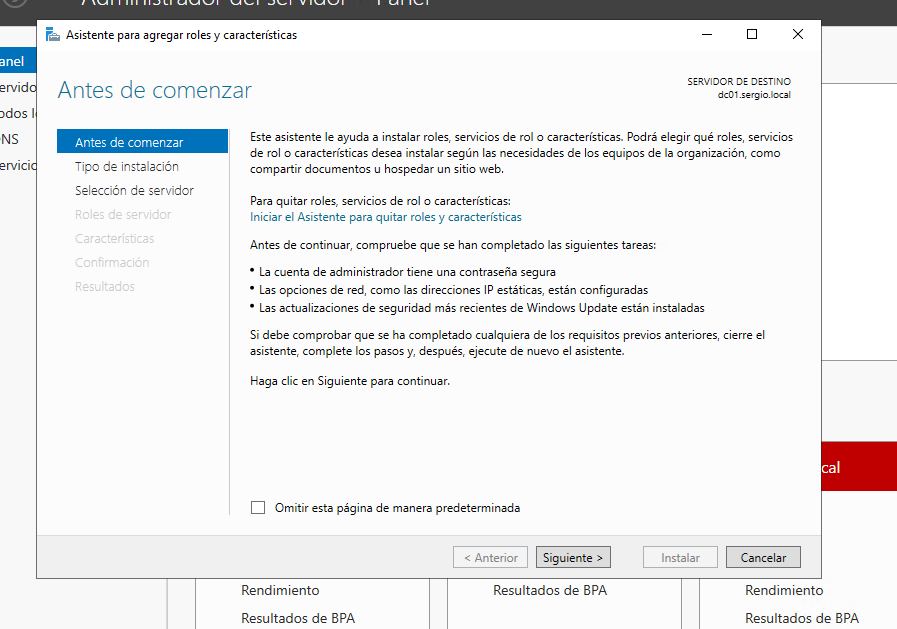 Administrador del servidor
Panel
Asistente para agregar roles y características
Antes de comenzar
SERVIDOR DE DESTINO
dc01.sergio.local
Antes de comenzar
Tipo de instalación
Selección de servidor
Roles de servidor
Características
Confirmación
Resultados
Este asistente le ayuda a instalar roles, servicios de rol o características. Podrá elegir qué roles, servicios
de rol o características desea instalar según las necesidades de los equipos de la organización, como
compartir documentos u hospedar un sitio web.
Para quitar roles, servicios de rol o características:
Iniciar el Asistente para quitar roles y características
Antes de continuar, compruebe que se han completado las siguientes tareas:
• La cuenta de administrador tiene una contraseña segura
• Las opciones de red, como las direcciones IP estáticas, están configuradas
• Las actualizaciones de seguridad más recientes de Windows Update están instaladas
Si debe comprobar que se ha completado cualquiera de los requisitos previos anteriores, cierre el
asistente, complete los pasos y, después, ejecute de nuevo el asistente.
Haga clic en Siguiente para continuar.
Omitir esta página de manera predeterminada
< Anterior
Siguiente >
Instalar
Cancelar
anel
ervido
odos l
NS
ervicio
cal
Rendimiento
Resultados de BPA
Resultados de BPA
Rendimiento
Resultados de BPA